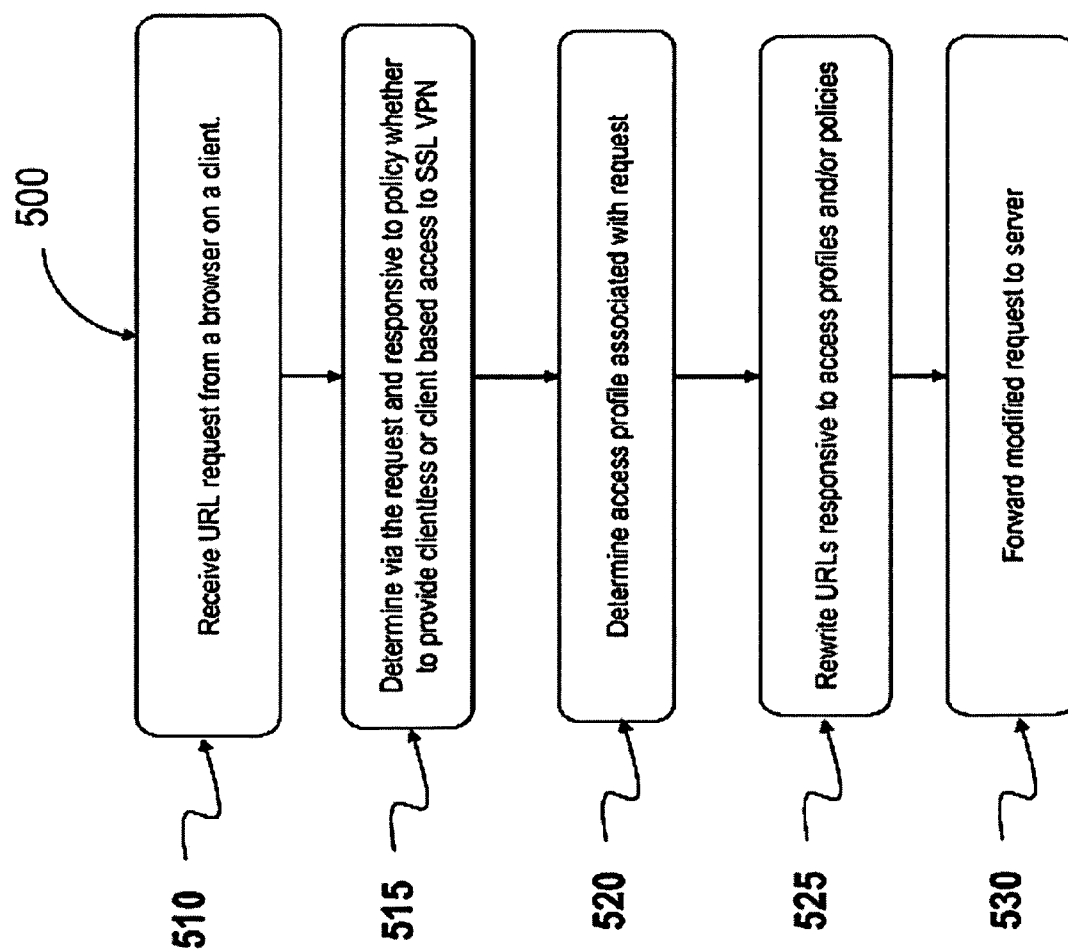 500
510
Receive URL request from a browser on a client.
515
Determine via the request and responsive to policy whether
to provide clientless or client based access to SSL VPN
520
Determine access profile associated with request
525
Rewrite URLs responsive to access profiles and/or policies
530
Forward modified request to server